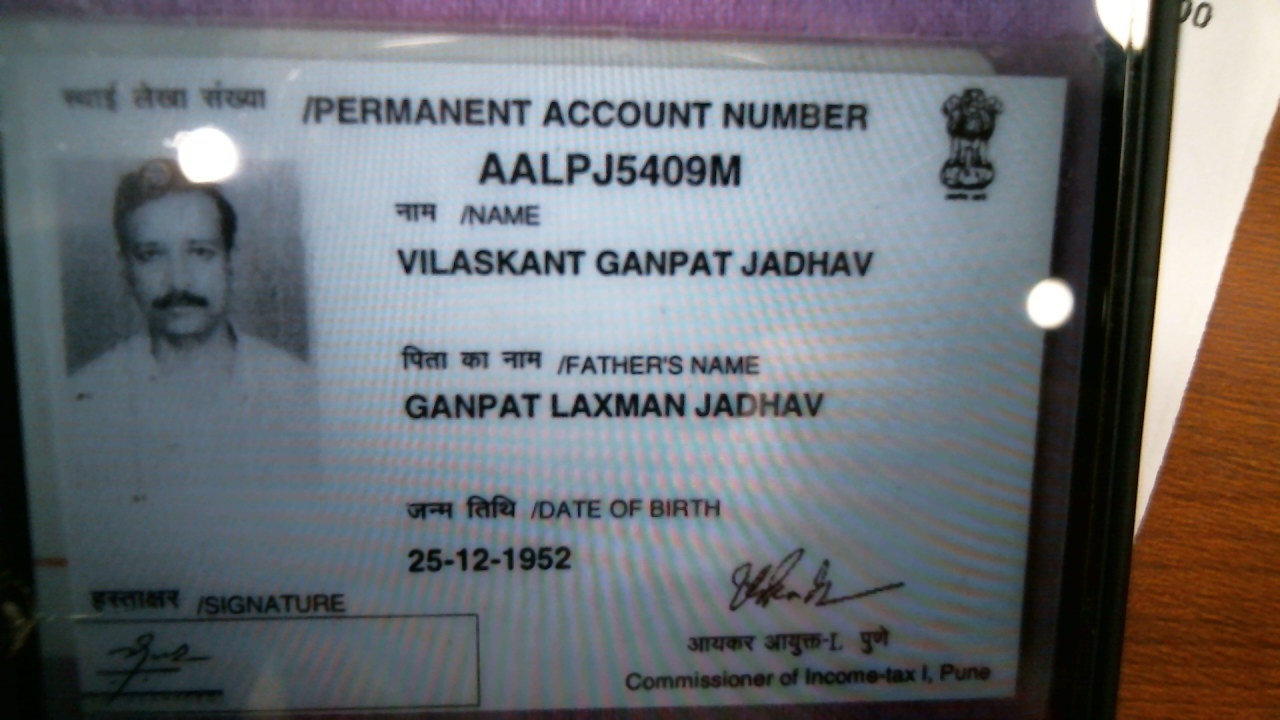 00
स्थाई लेखा संख्या /PERMANENT ACCOUNT NUMBER
AALPJ5409M
नाम /NAME
VILASKANT GANPAT JADHAV
पिता का नाम /FATHER'S NAME
GANPAT LAXMAN JADHAV
जन्म तिथि /DATE OF BIRTH
25-12-1952
हस्ताक्षर /SIGNATURE
आयकर आयुक्त-I, पुणे
Commissioner of Income-tax I, Pune